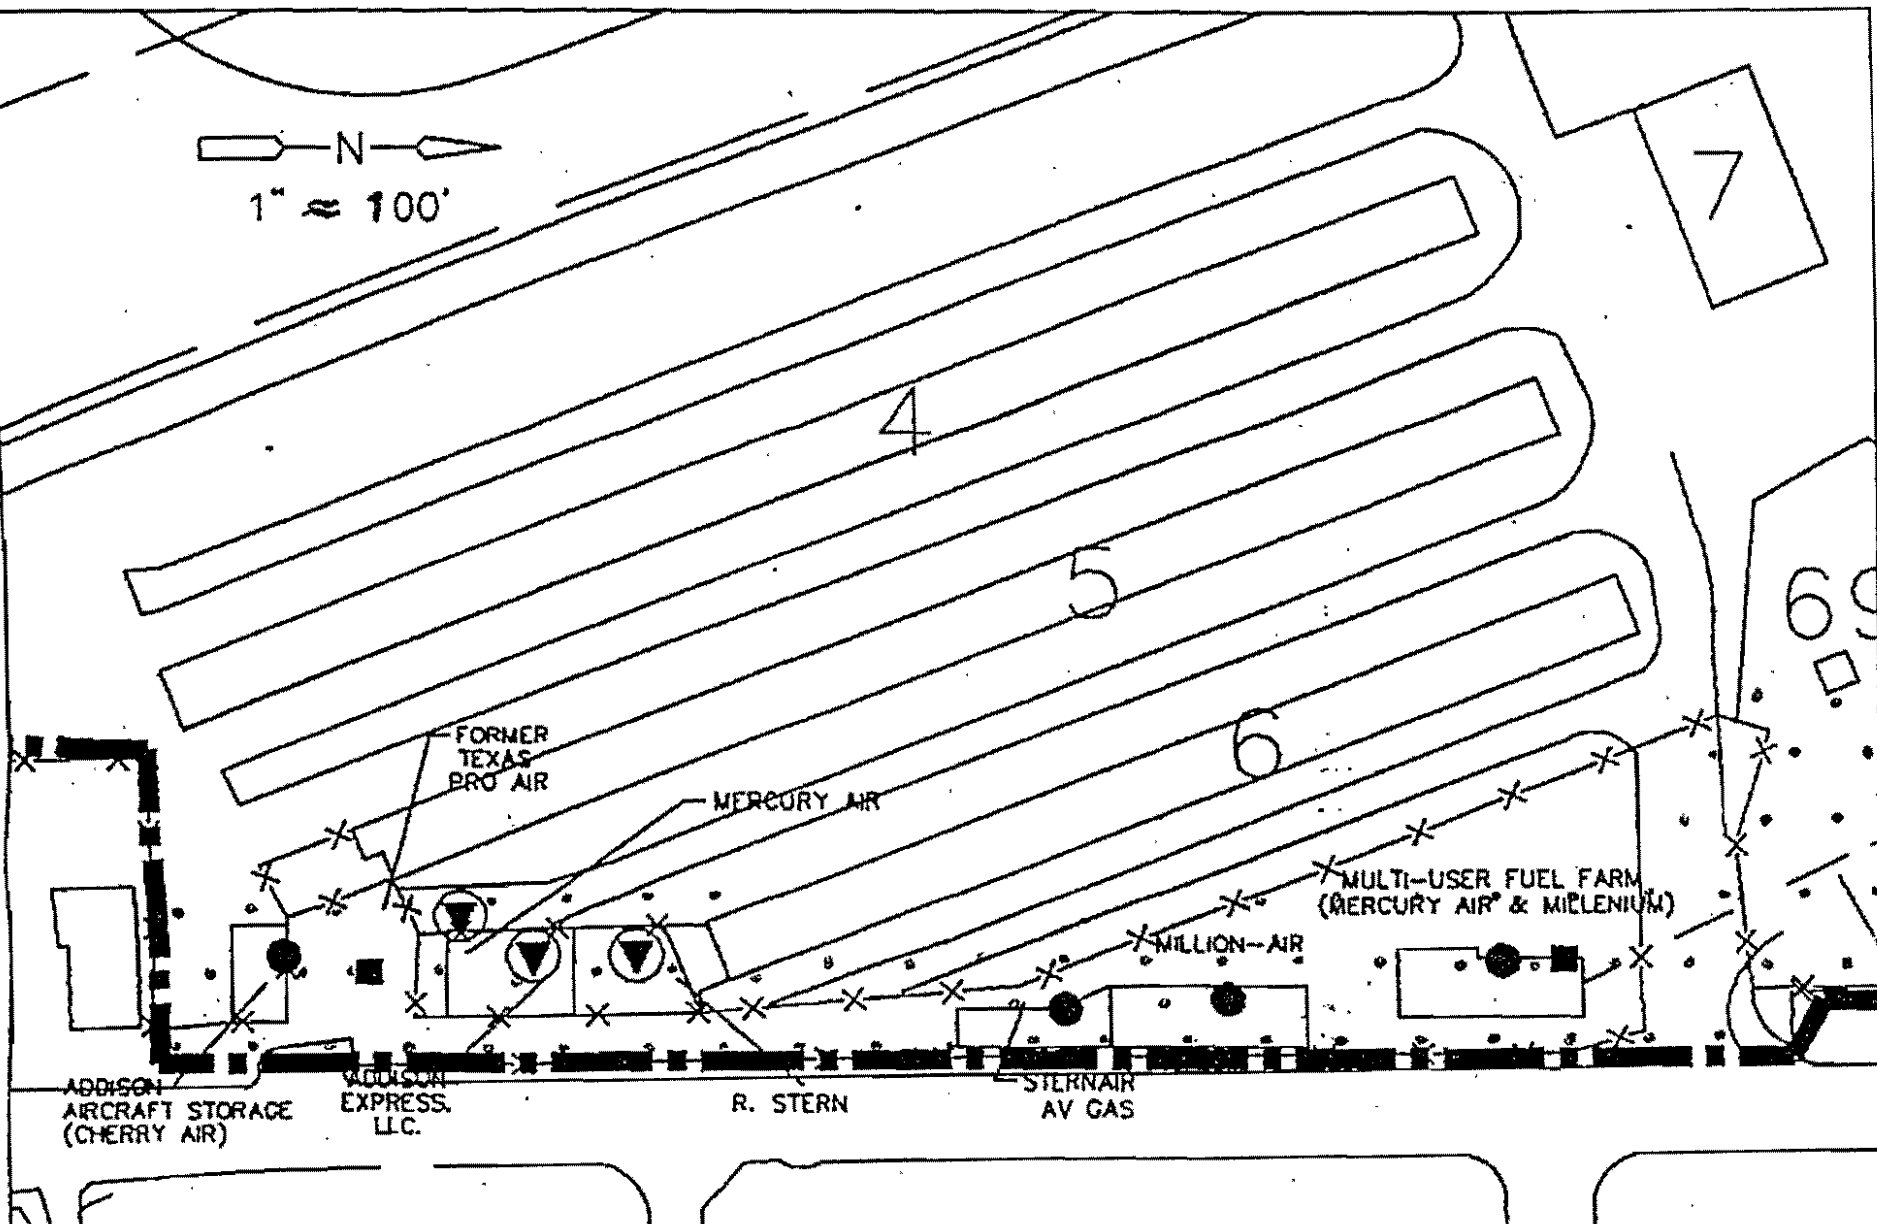 N
1" ≈ 100'
7
4
5
69
6
FORMER
TEXAS
PRO AIR
MERCURY AIR
MULTI-USER FUEL FARM
(MERCURY AIR & MILLENIUM)
MILLION-AIR
ADDISON
AIRCRAFT STORAGE
(CHERRY AIR)
ADDISON
EXPRESS,
LLC.
R. STERN
STERNAIR
AV GAS